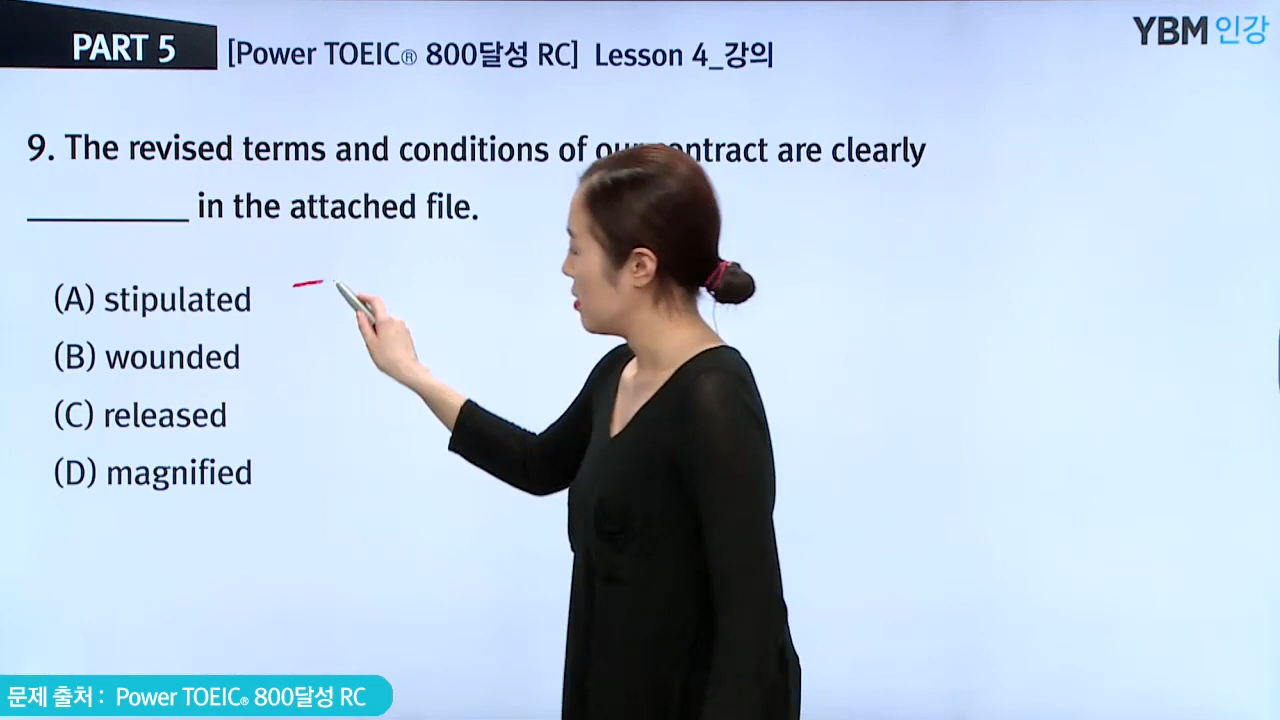 PART 5
[Power TOEIC® 800달성 RC] Lesson 4_강의
YBM 인강
9. The revised terms and conditions of our contract are clearly
__________ in the attached file.
(A) stipulated
(B) wounded
(C) released
(D) magnified
문제 출처 : Power TOEIC® 800달성 RC